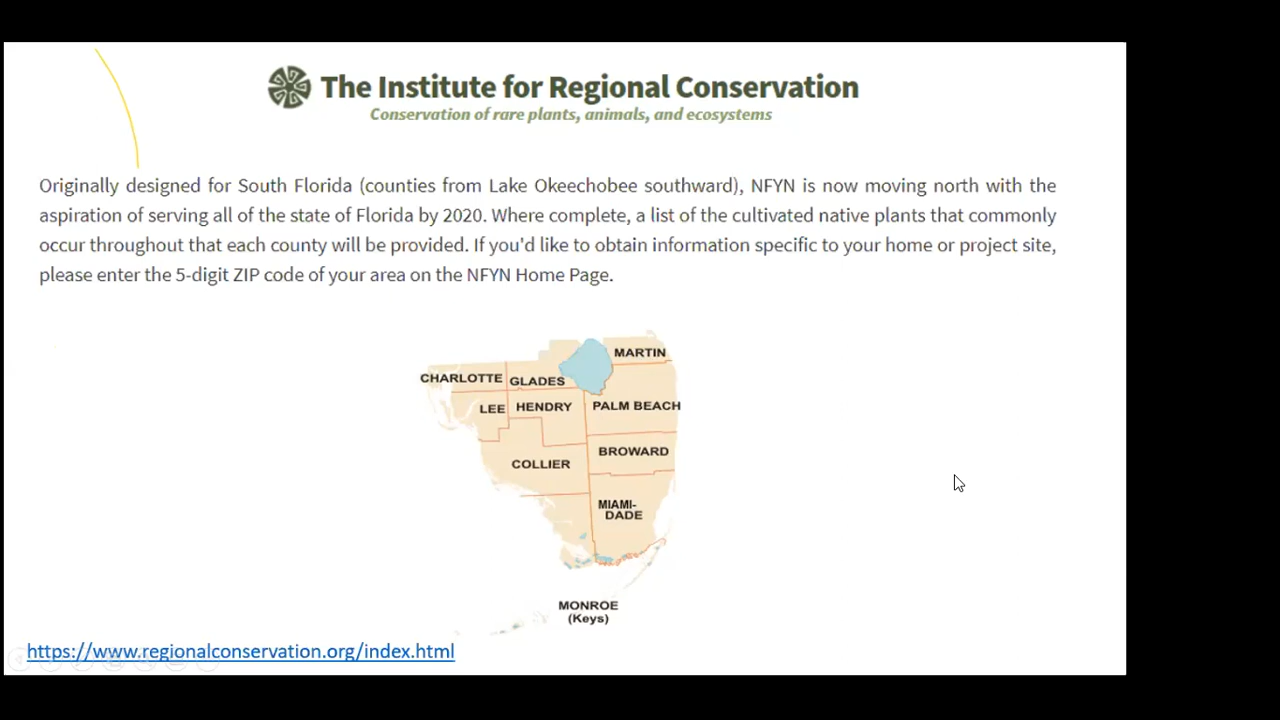 The Institute for Regional Conservation
Conservation of rare plants, animals, and ecosystems
Originally designed for South Florida (counties from Lake Okeechobee southward), NFYN is now moving north with the
aspiration of serving all of the state of Florida by 2020. Where complete, a list of the cultivated native plants that commonly
occur throughout that each county will be provided. If you'd like to obtain information specific to your home or project site,
please enter the 5-digit ZIP code of your area on the NFYN Home Page.
MARTIN
CHARLOTTE
GLADES
LEE
HENDRY
PALM BEACH
COLLIER
BROWARD
MIAMI-
DADE
MONROE
(Keys)
https://www.regionalconservation.org/index.html